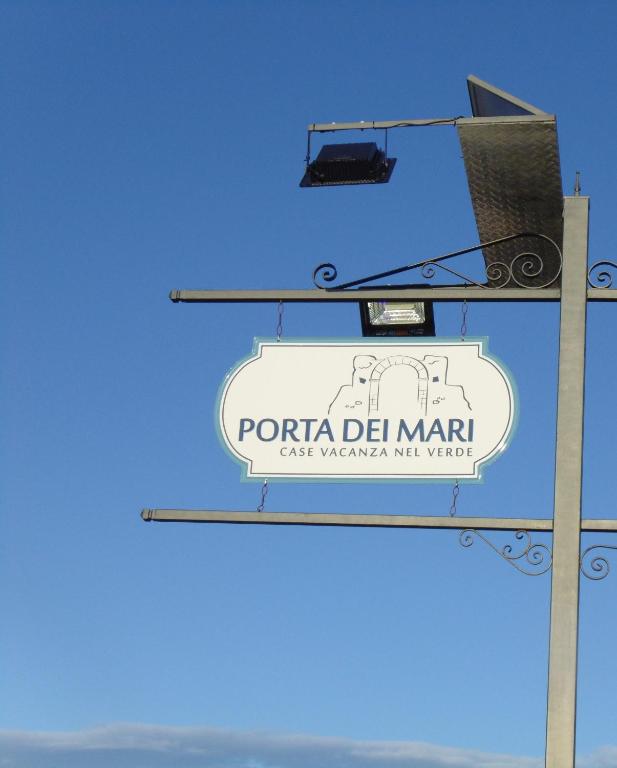 PORTA DEI MARI
CASE VACANZA NEL VERDE